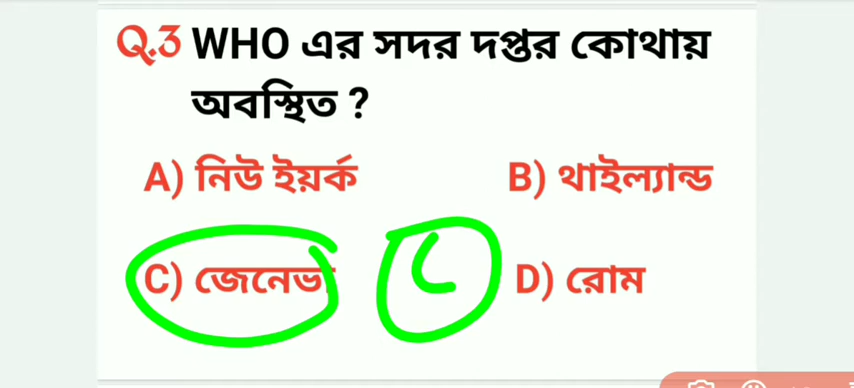 Q.3 WHO এর সদর দপ্তর কোথায়
অবস্থিত ?
A) নিউ ইয়র্ক B) থাইল্যান্ড
C) জেনেভা C D) রোম